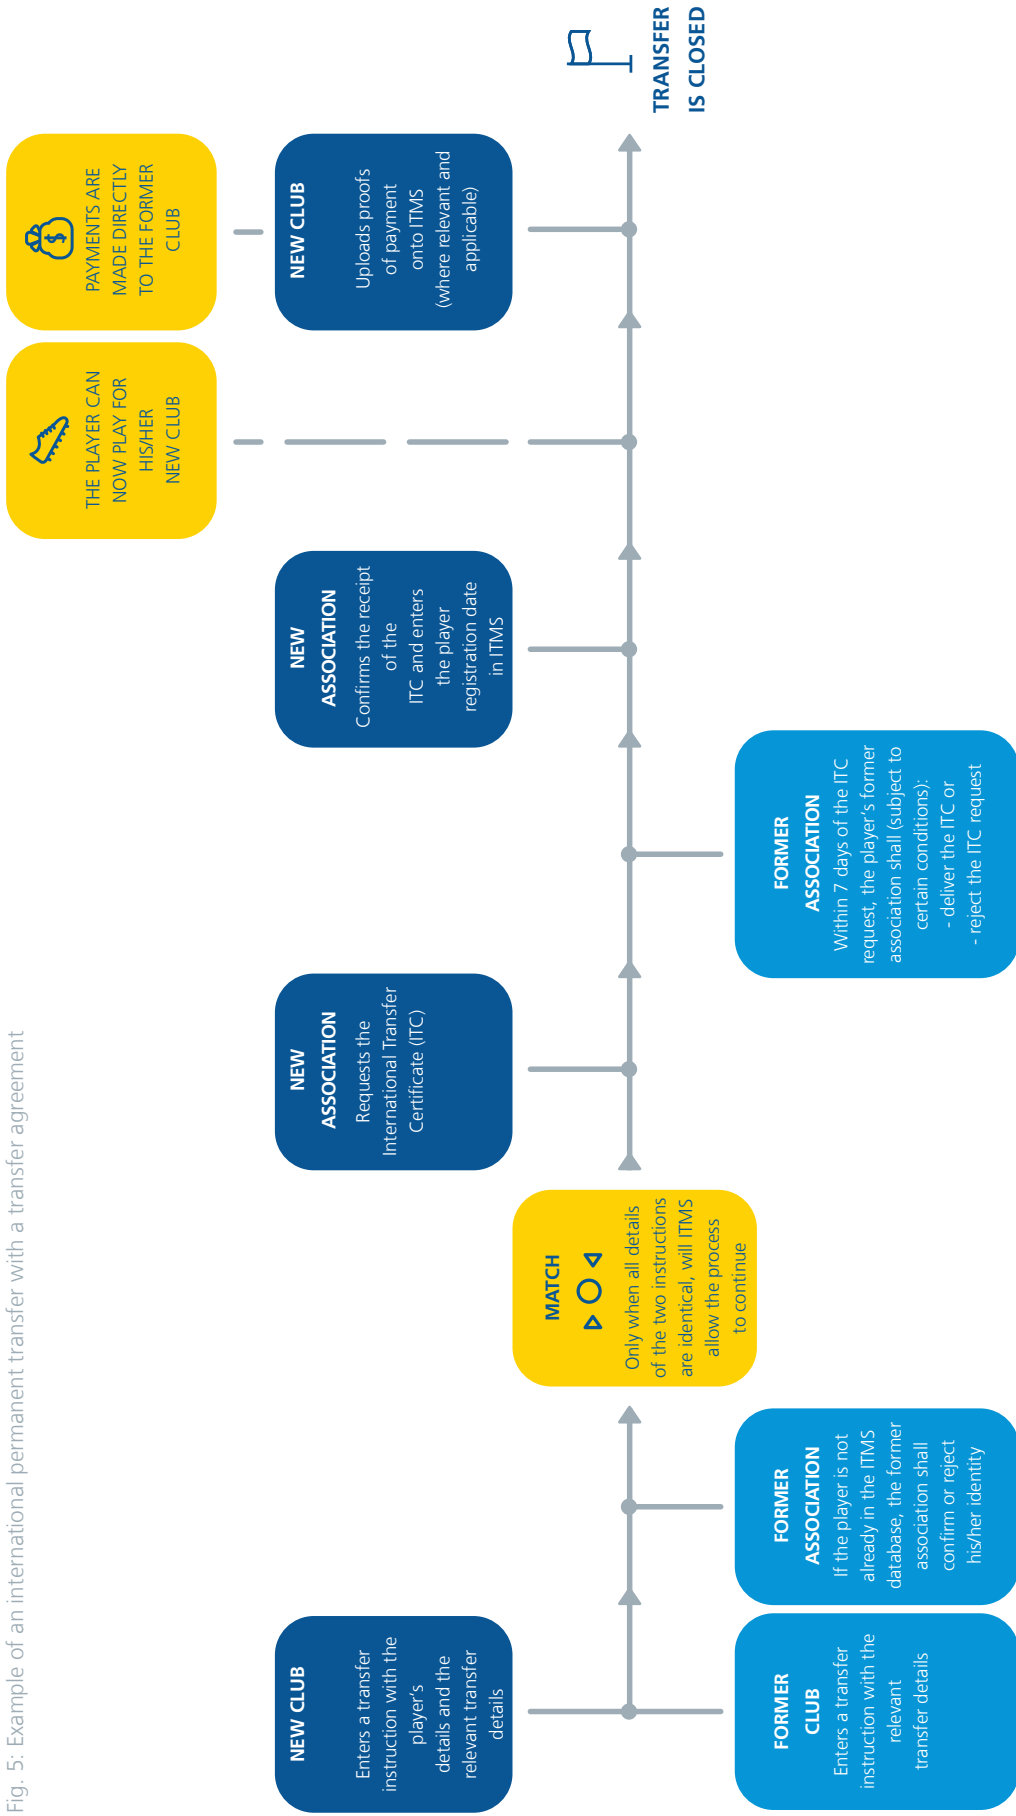 Fig. 5: Example of an international permanent transfer with a transfer agreement
NEW CLUB
Enters a transfer
instruction with the
player's
details and the
relevant transfer
details
FORMER
CLUB
Enters a transfer
instruction with the
relevant
transfer details
FORMER
ASSOCIATION
If the player is not
already in the ITMS
database, the former
association shall
confirm or reject
his/her identity
MATCH
Only when all details
of the two instructions
are identical, will ITMS
allow the process
to continue
NEW
ASSOCIATION
Requests the
International Transfer
Certificate (ITC)
FORMER
ASSOCIATION
Within 7 days of the ITC
request, the player's former
association shall (subject to
certain conditions):
- deliver the ITC or
- reject the ITC request
NEW
ASSOCIATION
Confirms the receipt
of the
ITC and enters
the player
registration date
in ITMS
THE PLAYER CAN
NOW PLAY FOR
HIS/HER
NEW CLUB
PAYMENTS ARE
MADE DIRECTLY
TO THE FORMER
CLUB
NEW CLUB
Uploads proofs
of payment
onto ITMS
(where relevant and
applicable)
TRANSFER
IS CLOSED